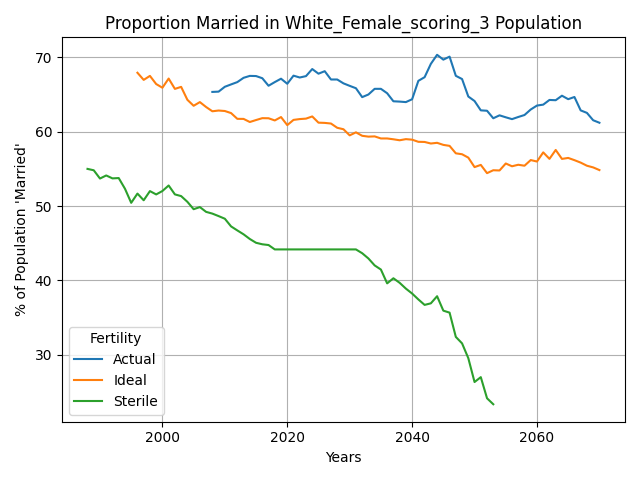 Proportion Married in White_Female_scoring_3 Population
% of Population 'Married'
70
60
50
40
30
Fertility
Actual
Ideal
Sterile
2000
2020
2040
2060
Years